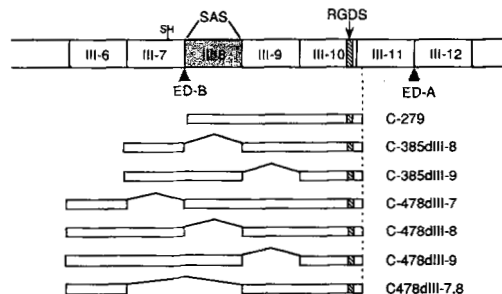 SAS RGDS
SH
III-6 III-7 III-8 III-9 III-10 III-11 III-12
ED-B ED-A
C-279
C-385dIII-8
C-385dIII-9
C-478dIII-7
C-478dIII-8
C-478dIII-9
C478dIII-7.8